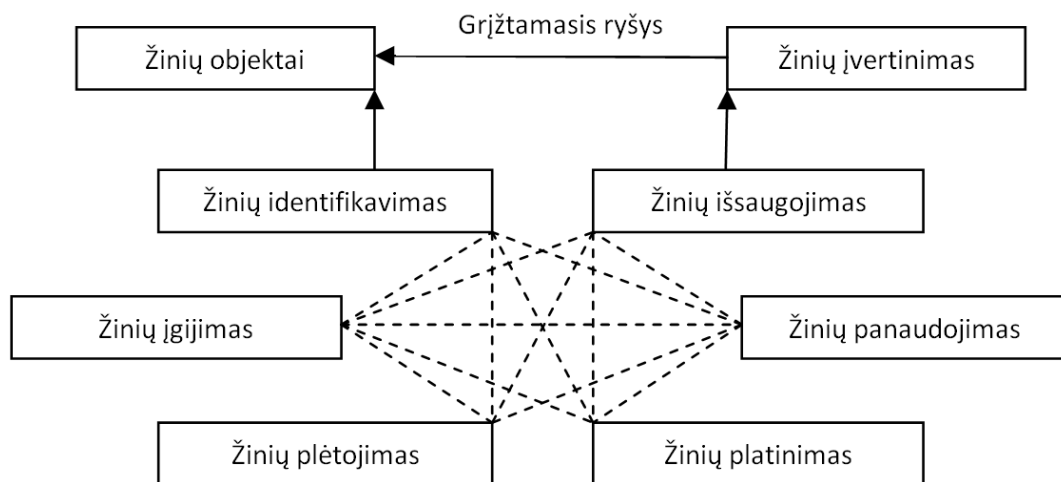 Grįžtamasis ryšys
Žinių objektai
Žinių įvertinimas
Žinių identifikavimas
Žinių išsaugojimas
Žinių įgijimas
Žinių panaudojimas
Žinių plėtojimas
Žinių platinimas